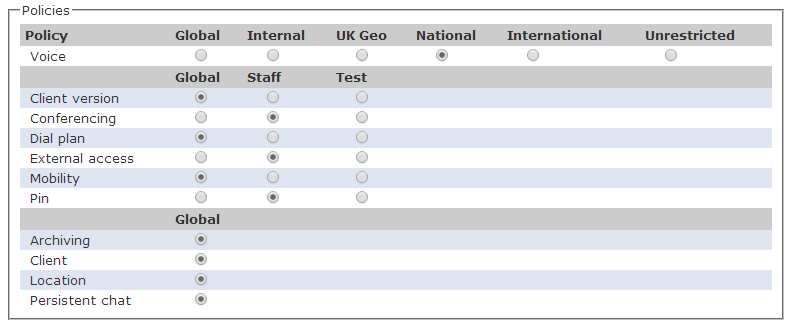 Policies
Policy Global Internal UK Geo National International Unrestricted
Voice
Global Staff Test
Client version
Conferencing
Dial plan
External access
Mobility
Pin
Global
Archiving
Client
Location
Persistent chat